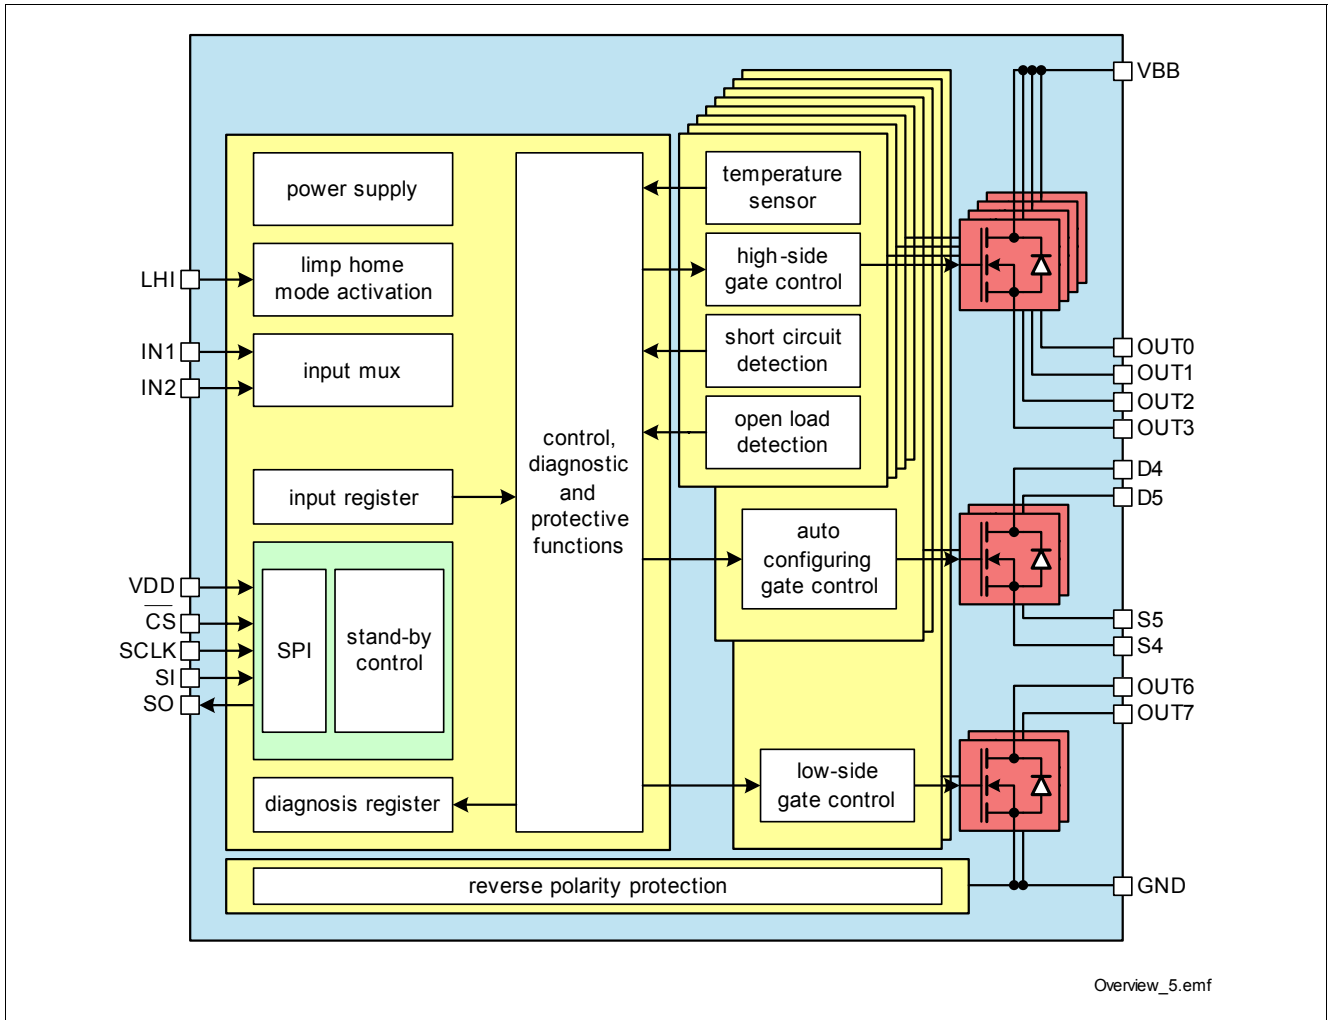 VBB
power supply
temperature
sensor
LHI
limp home
mode activation
high-side
gate control
IN1
IN2
input mux
short circuit
detection
OUT0
OUT1
OUT2
OUT3
open load
detection
control,
diagnostic
and
protective
functions
D4
D5
input register
auto
configuring
gate control
VDD
CS
SCLK
SI
SO
SPI
stand-by
control
S5
S4
OUT6
OUT7
low-side
gate control
diagnosis register
reverse polarity protection
GND
Overview_5.emf